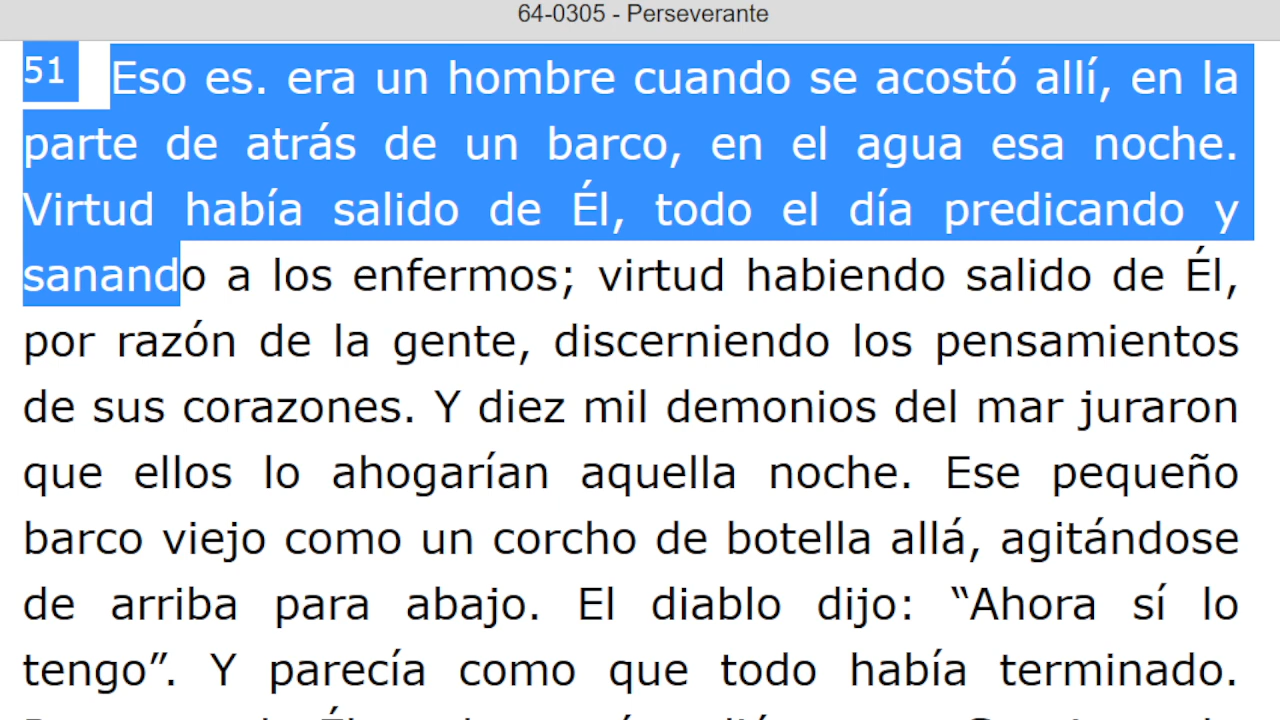 64-0305 - Perseverante
51 Eso es. era un hombre cuando se acostó allí, en la
parte de atrás de un barco, en el agua esa noche.
Virtud había salido de Él, todo el día predicando y
sanando a los enfermos; virtud habiendo salido de Él,
por razón de la gente, discerniendo los pensamientos
de sus corazones. Y diez mil demonios del mar juraron
que ellos lo ahogarían aquella noche. Ese pequeño
barco viejo como un corcho de botella allá, agitándose
de arriba para abajo. El diablo dijo: “Ahora sí lo
tengo”. Y parecía como que todo había terminado.